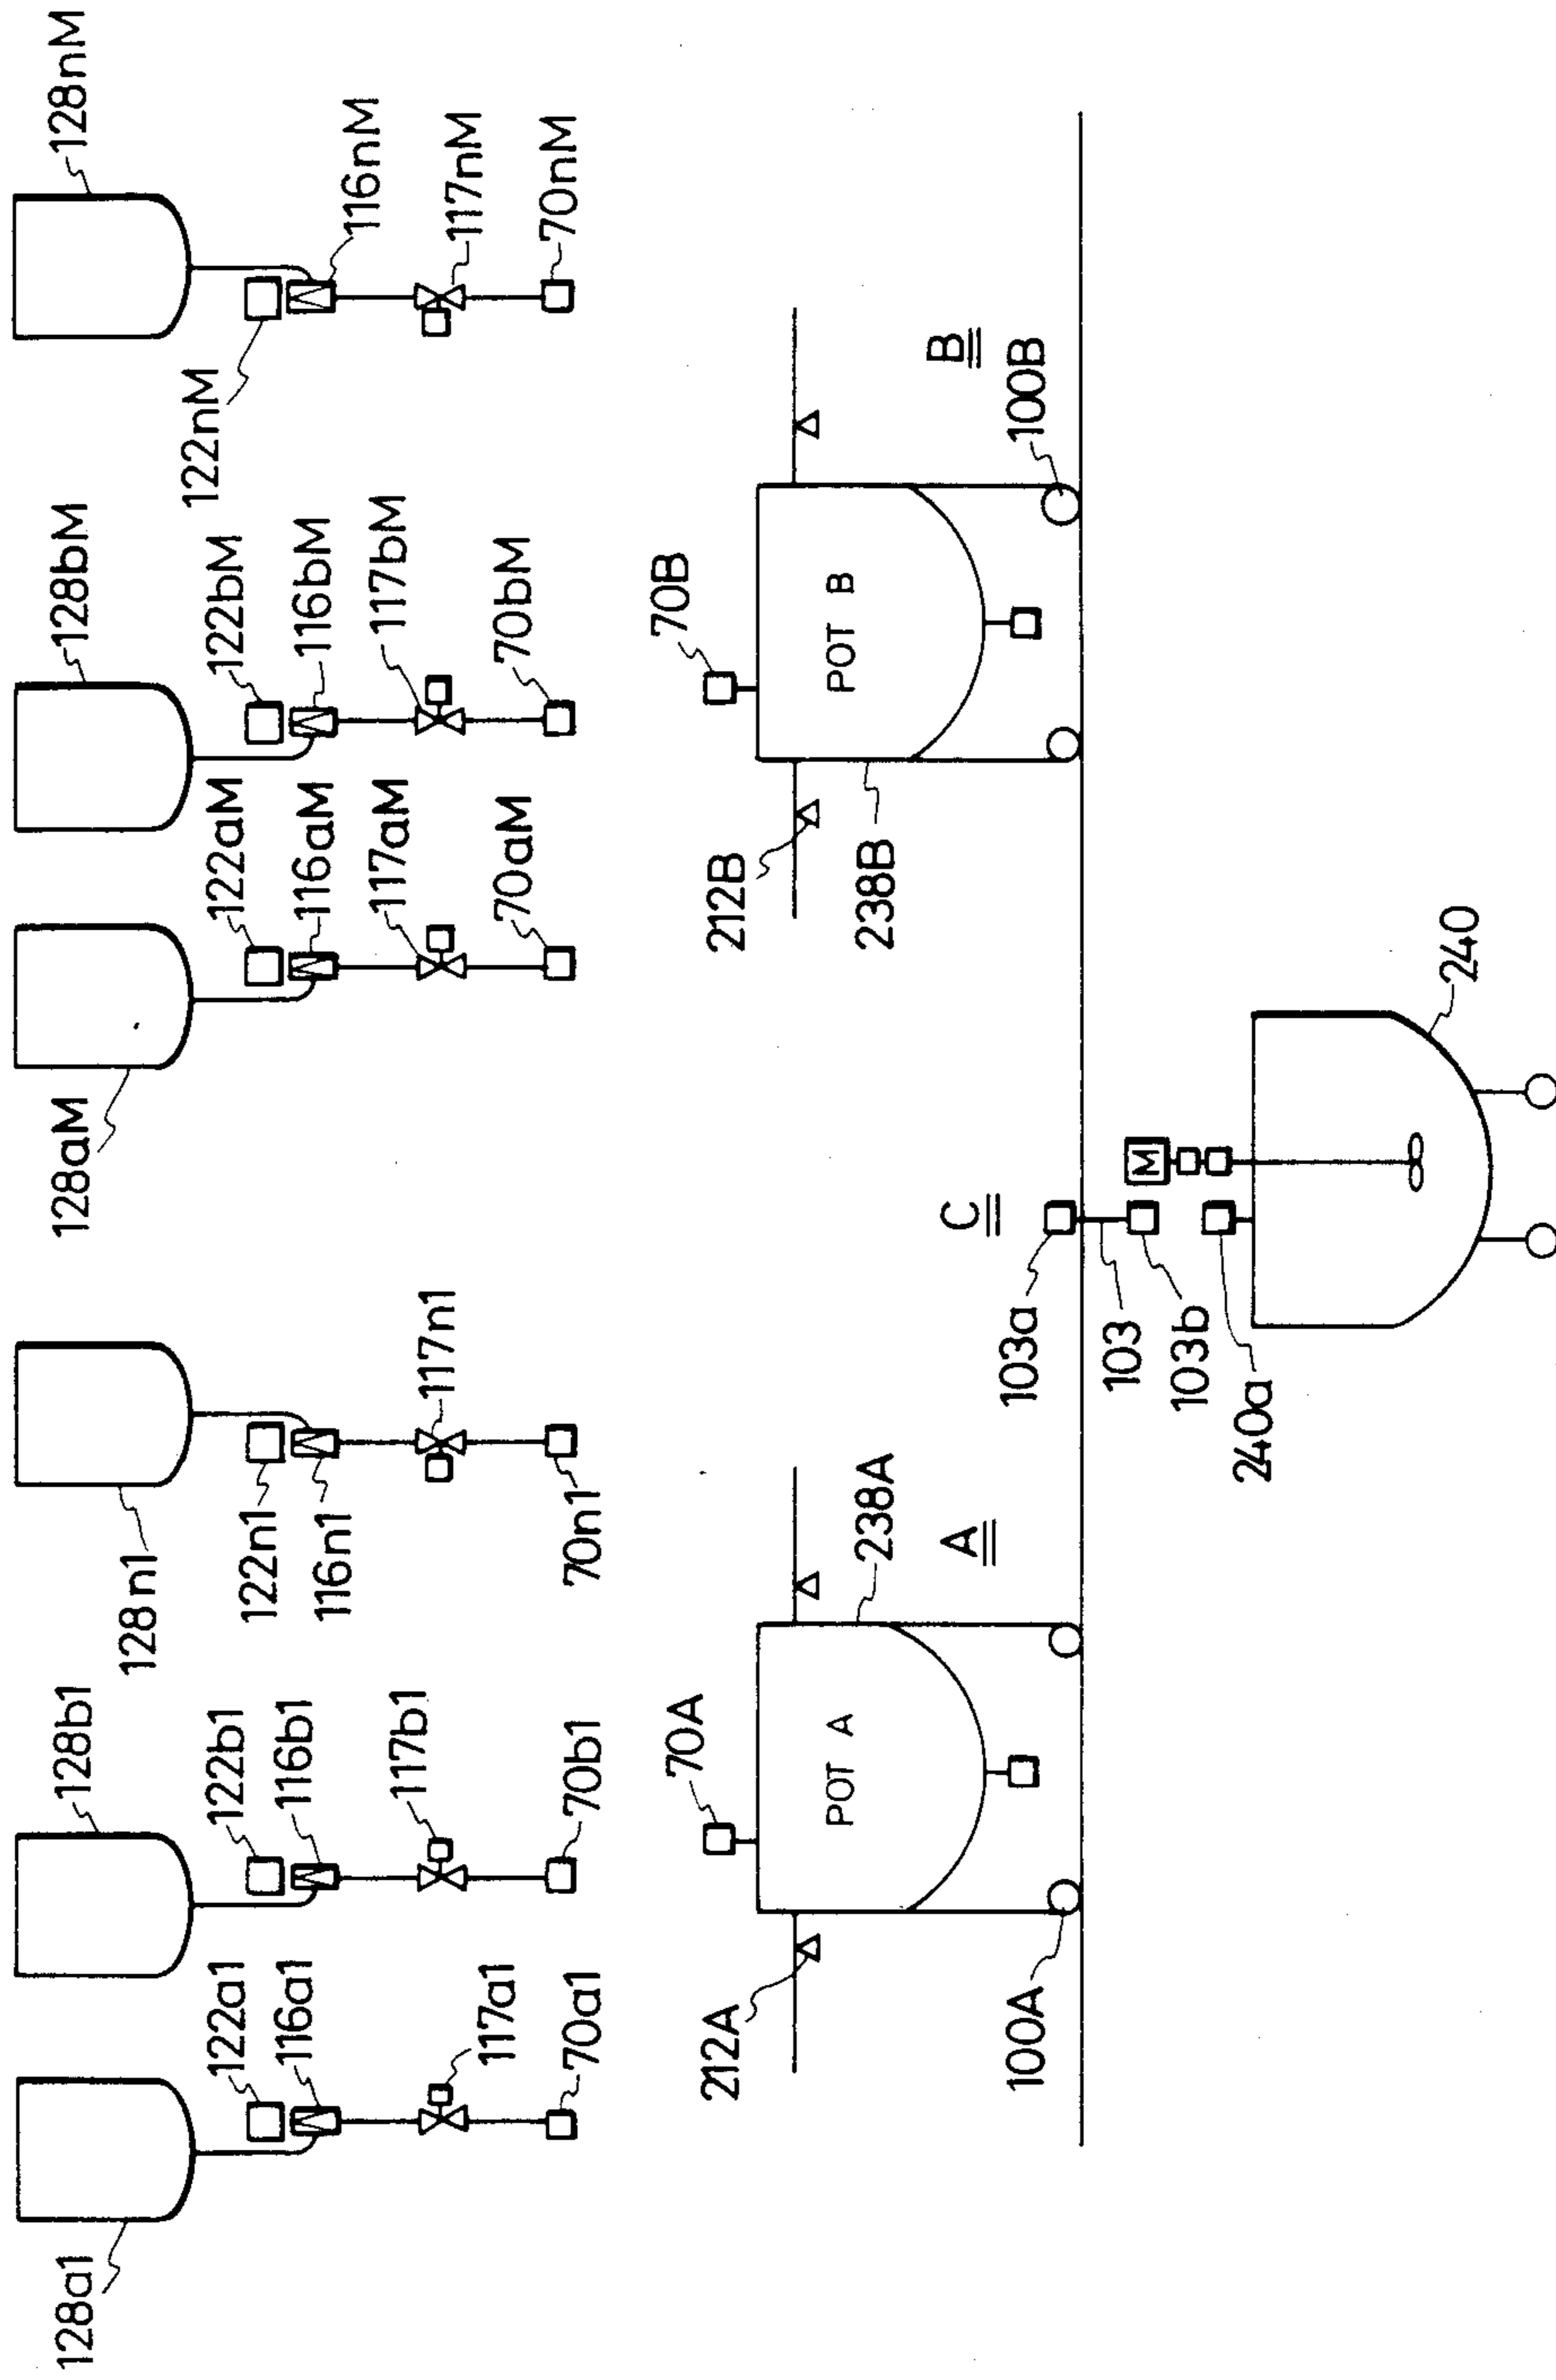 128a1
122a1
116a1
117a1
70a1
128b1
122b1
116b1
117b1
70b1
128n1
122n1
116n1
117n1
70n1
128aM
122aM
116aM
117aM
70aM
128bM
122bM
116bM
117bM
70bM
128nM
122nM
116nM
117nM
70nM
70A
212A
POT A
238A
A
100A
70B
212B
POT B
238B
B
100B
C
103a
103
103b
240a
M
240